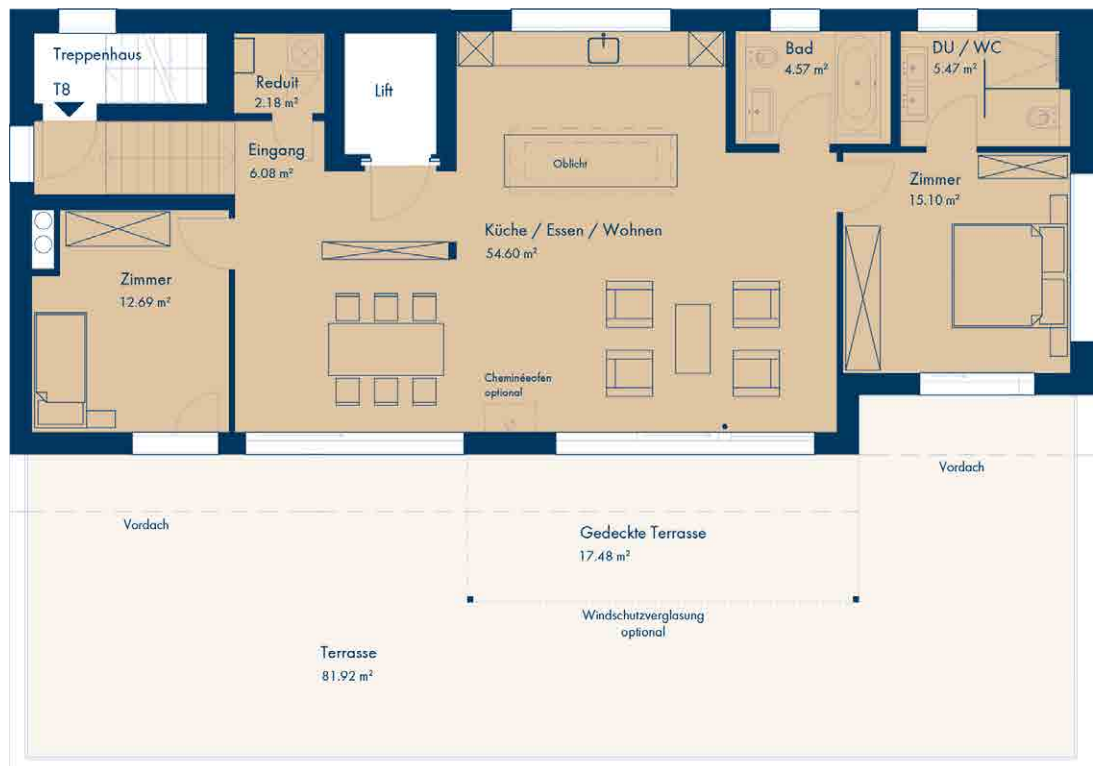 Treppenhaus
T8
Reduit
2.18 m²
Lift
Bad
4.57 m²
DU / WC
5.47 m²
Eingang
6.08 m²
Oblicht
Zimmer
15.10 m²
Küche / Essen / Wohnen
54.60 m²
Zimmer
12.69 m²
Cheminéeofen
optional
Vordach
Vordach
Gedeckte Terrasse
17.48 m²
Windschutzverglasung
optional
Terrasse
81.92 m²